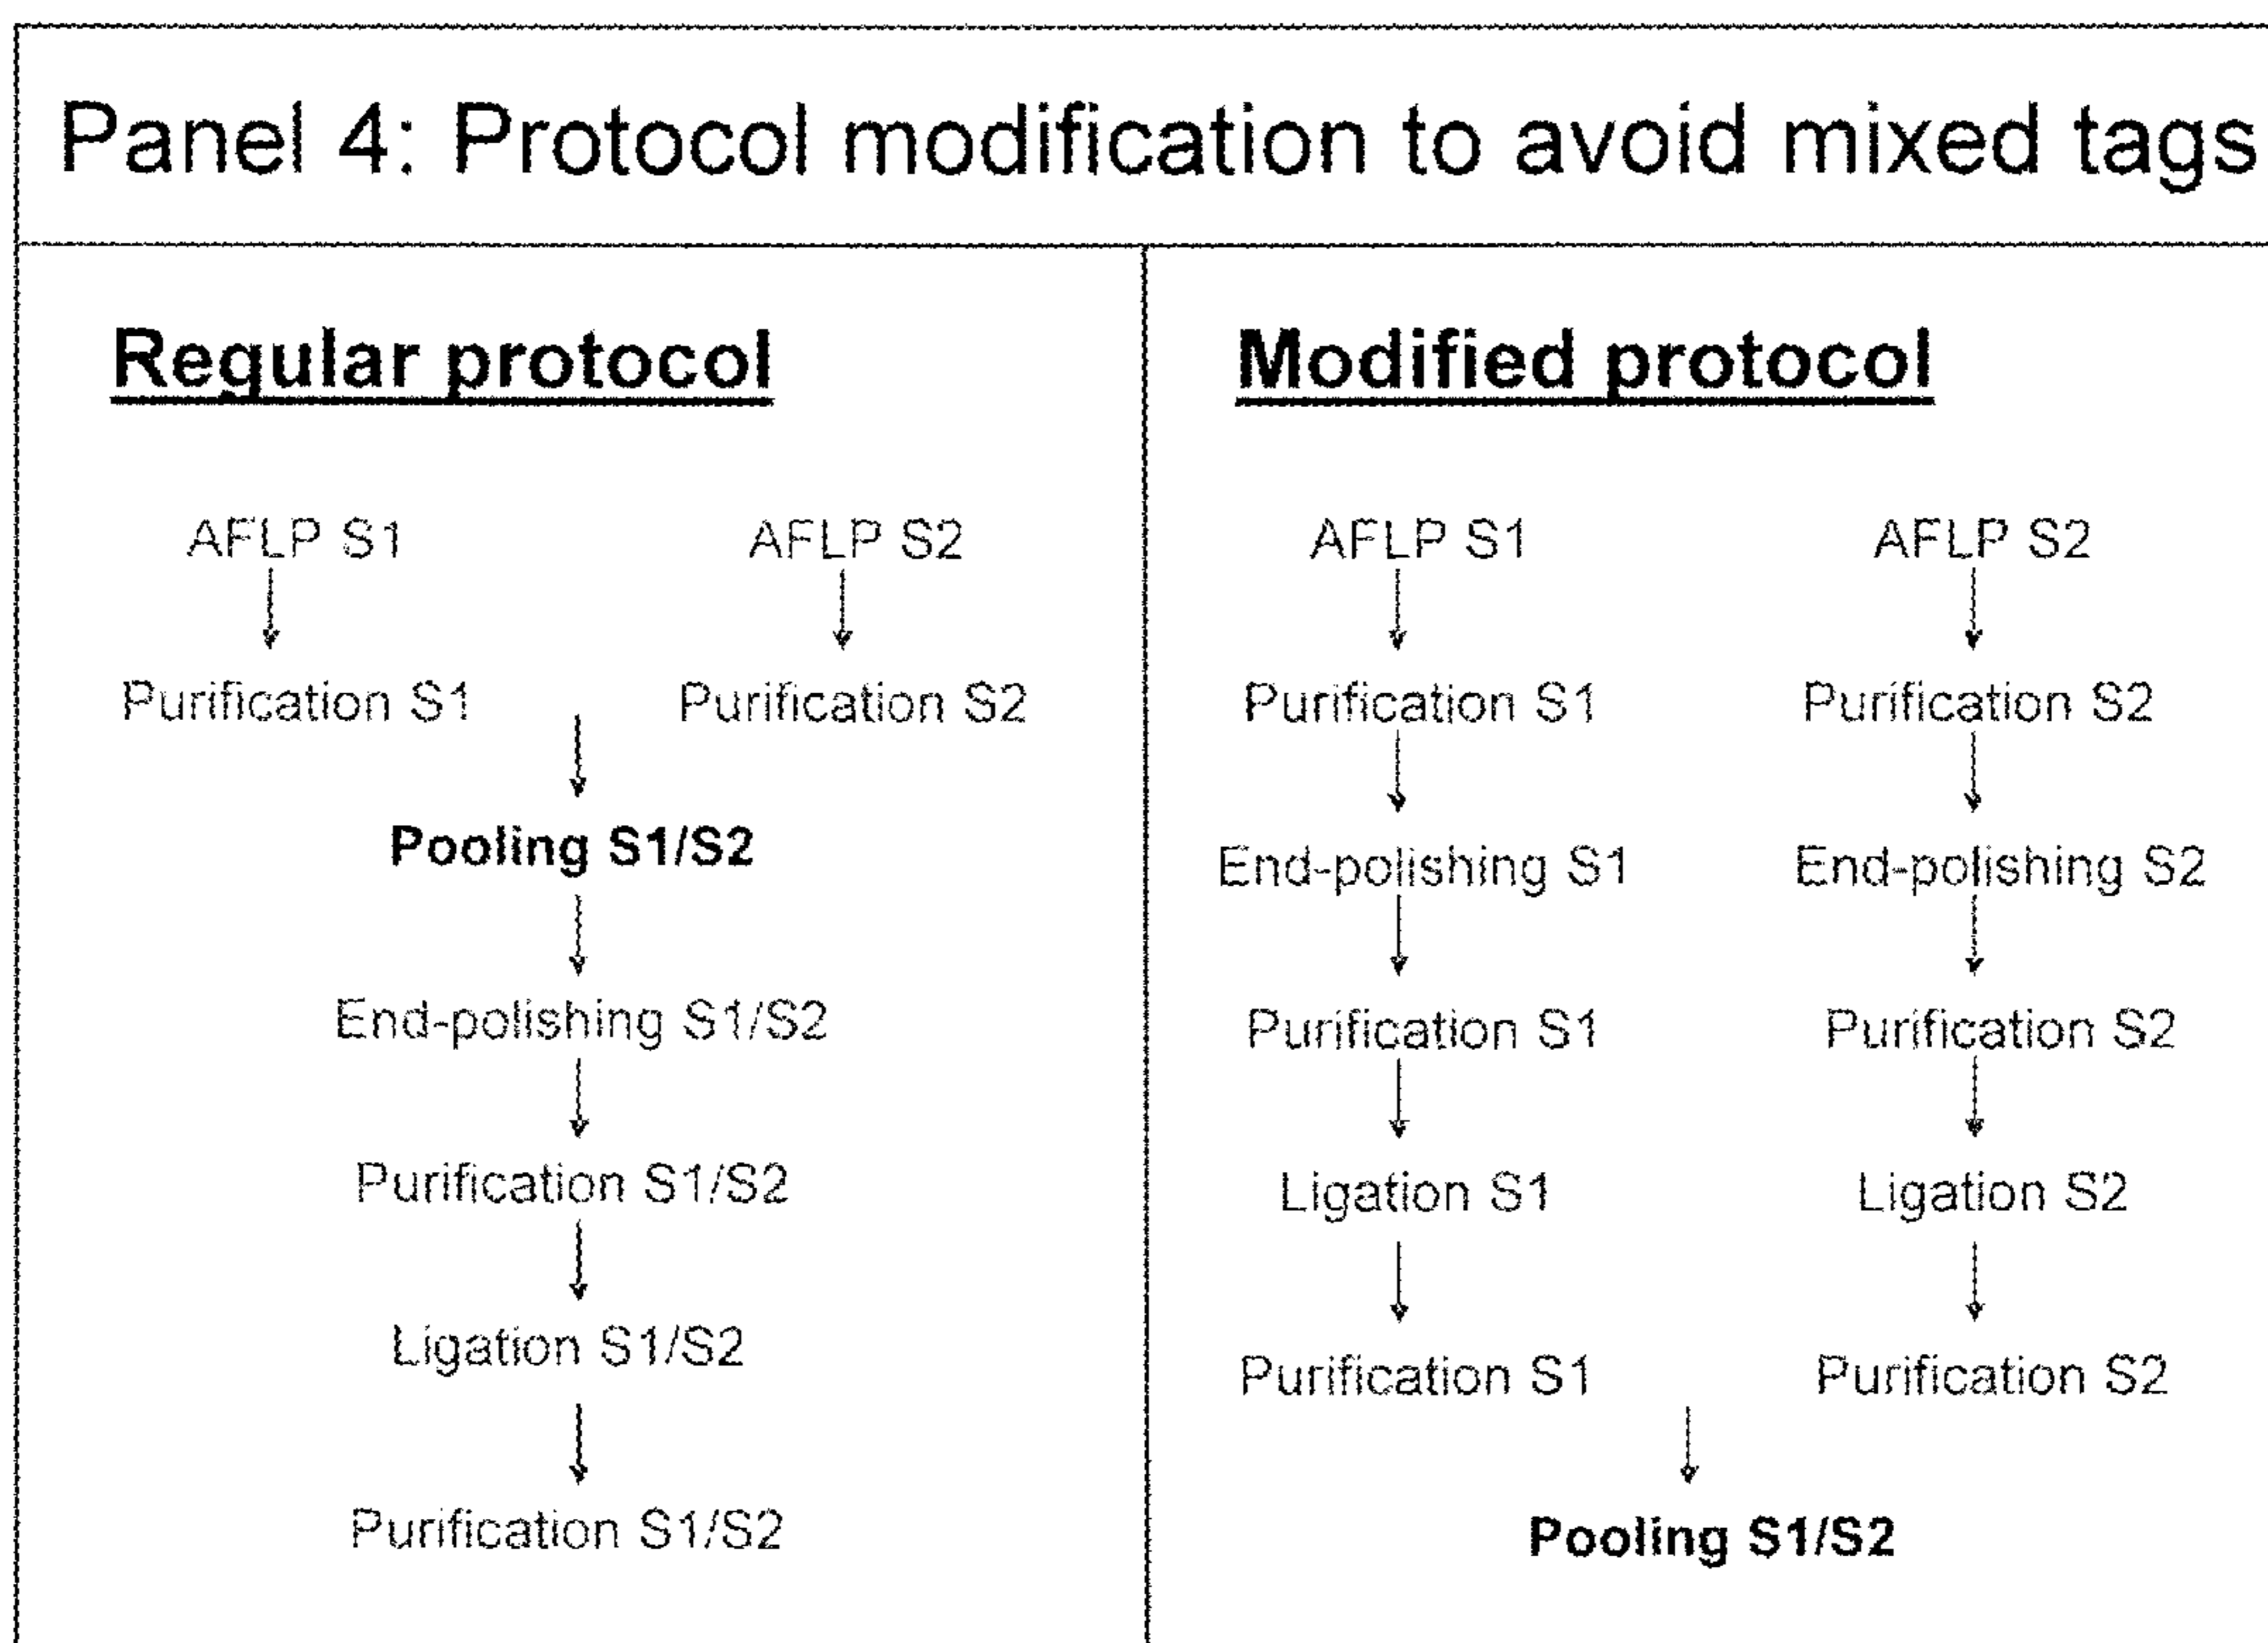 Panel 4: Protocol modification to avoid mixed tags
Regular protocol
AFLP S1 AFLP S2
Purification S1 Purification S2
Pooling S1/S2
End-polishing S1/S2
Purification S1/S2
Ligation S1/S2
Purification S1/S2
Modified protocol
AFLP S1 AFLP S2
Purification S1 Purification S2
End-polishing S1 End-polishing S2
Purification S1 Purification S2
Ligation S1 Ligation S2
Purification S1 Purification S2
Pooling S1/S2